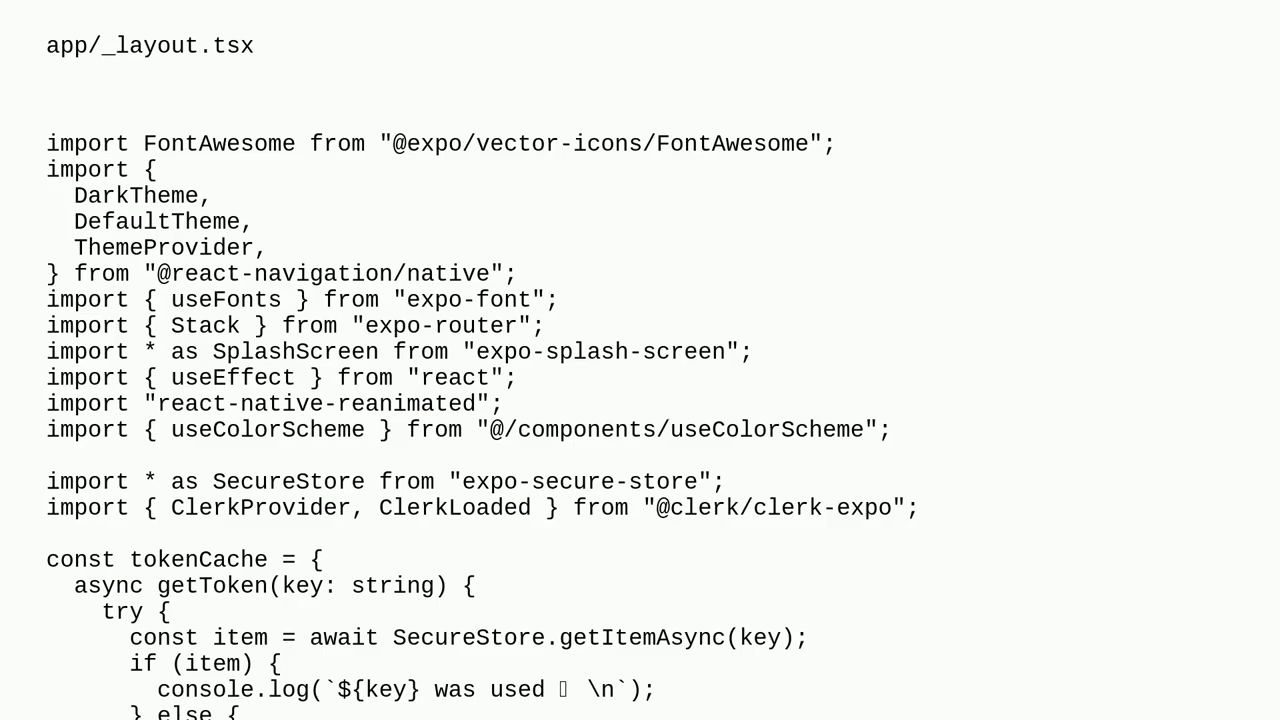 app/_layout.tsx
import FontAwesome from "@expo/vector-icons/FontAwesome";
import {
  DarkTheme,
  DefaultTheme,
  ThemeProvider,
} from "@react-navigation/native";
import { useFonts } from "expo-font";
import { Stack } from "expo-router";
import * as SplashScreen from "expo-splash-screen";
import { useEffect } from "react";
import "react-native-reanimated";
import { useColorScheme } from "@/components/useColorScheme";
import * as SecureStore from "expo-secure-store";
import { ClerkProvider, ClerkLoaded } from "@clerk/clerk-expo";
const tokenCache = {
  async getToken(key: string) {
    try {
      const item = await SecureStore.getItemAsync(key);
      if (item) {
        console.log(`${key} was used  \n`);
      } else {